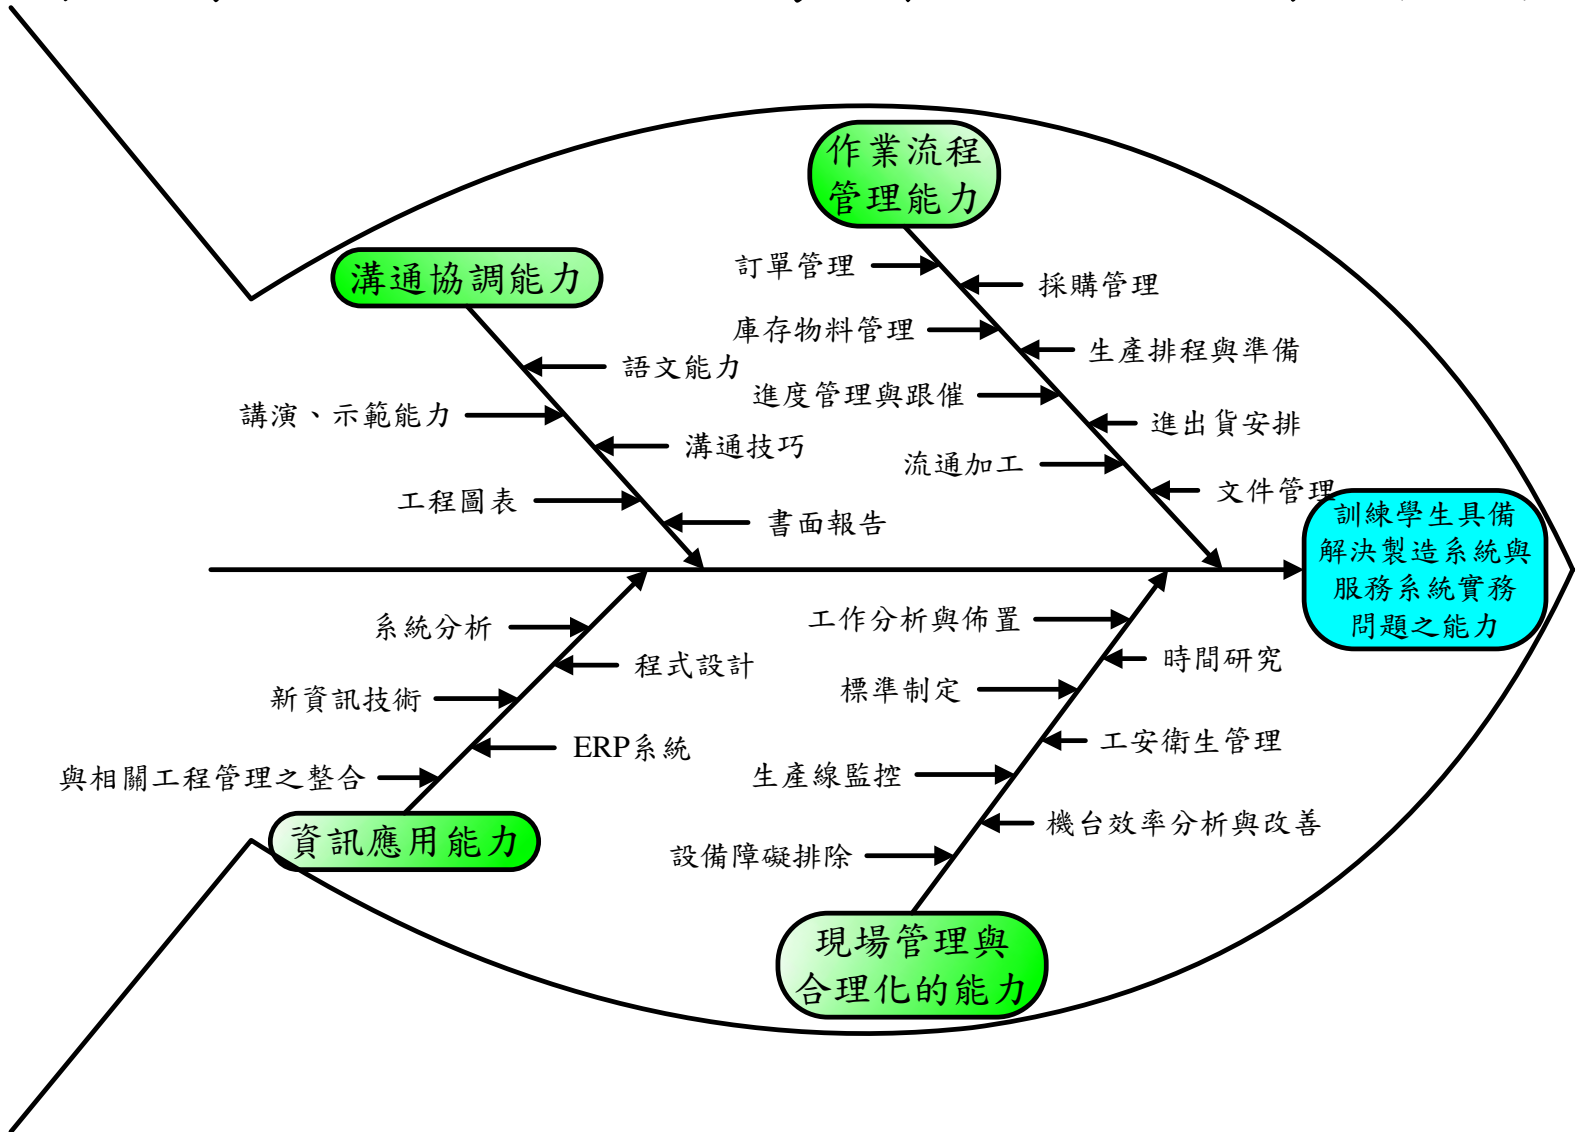 作業流程
管理能力
溝通協調能力
訂單管理
採購管理
庫存物料管理
生產排程與準備
語文能力
進度管理與跟催
講演、示範能力
進出貨安排
溝通技巧
流通加工
文件管理
工程圖表
書面報告
訓練學生具備
解決製造系統與
服務系統實務
問題之能力
系統分析
工作分析與佈置
程式設計
時間研究
新資訊技術
標準制定
ERP系統
工安衛生管理
與相關工程管理之整合
生產線監控
資訊應用能力
機台效率分析與改善
設備障礙排除
現場管理與
合理化的能力